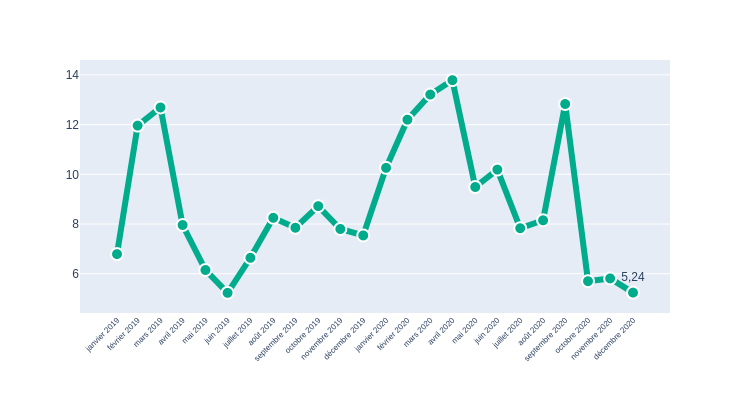 14
12
10
8
6
5,24
janvier 2019
février 2019
mars 2019
avril 2019
mai 2019
juin 2019
juillet 2019
août 2019
septembre 2019
octobre 2019
novembre 2019
décembre 2019
janvier 2020
février 2020
mars 2020
avril 2020
mai 2020
juin 2020
juillet 2020
août 2020
septembre 2020
octobre 2020
novembre 2020
décembre 2020